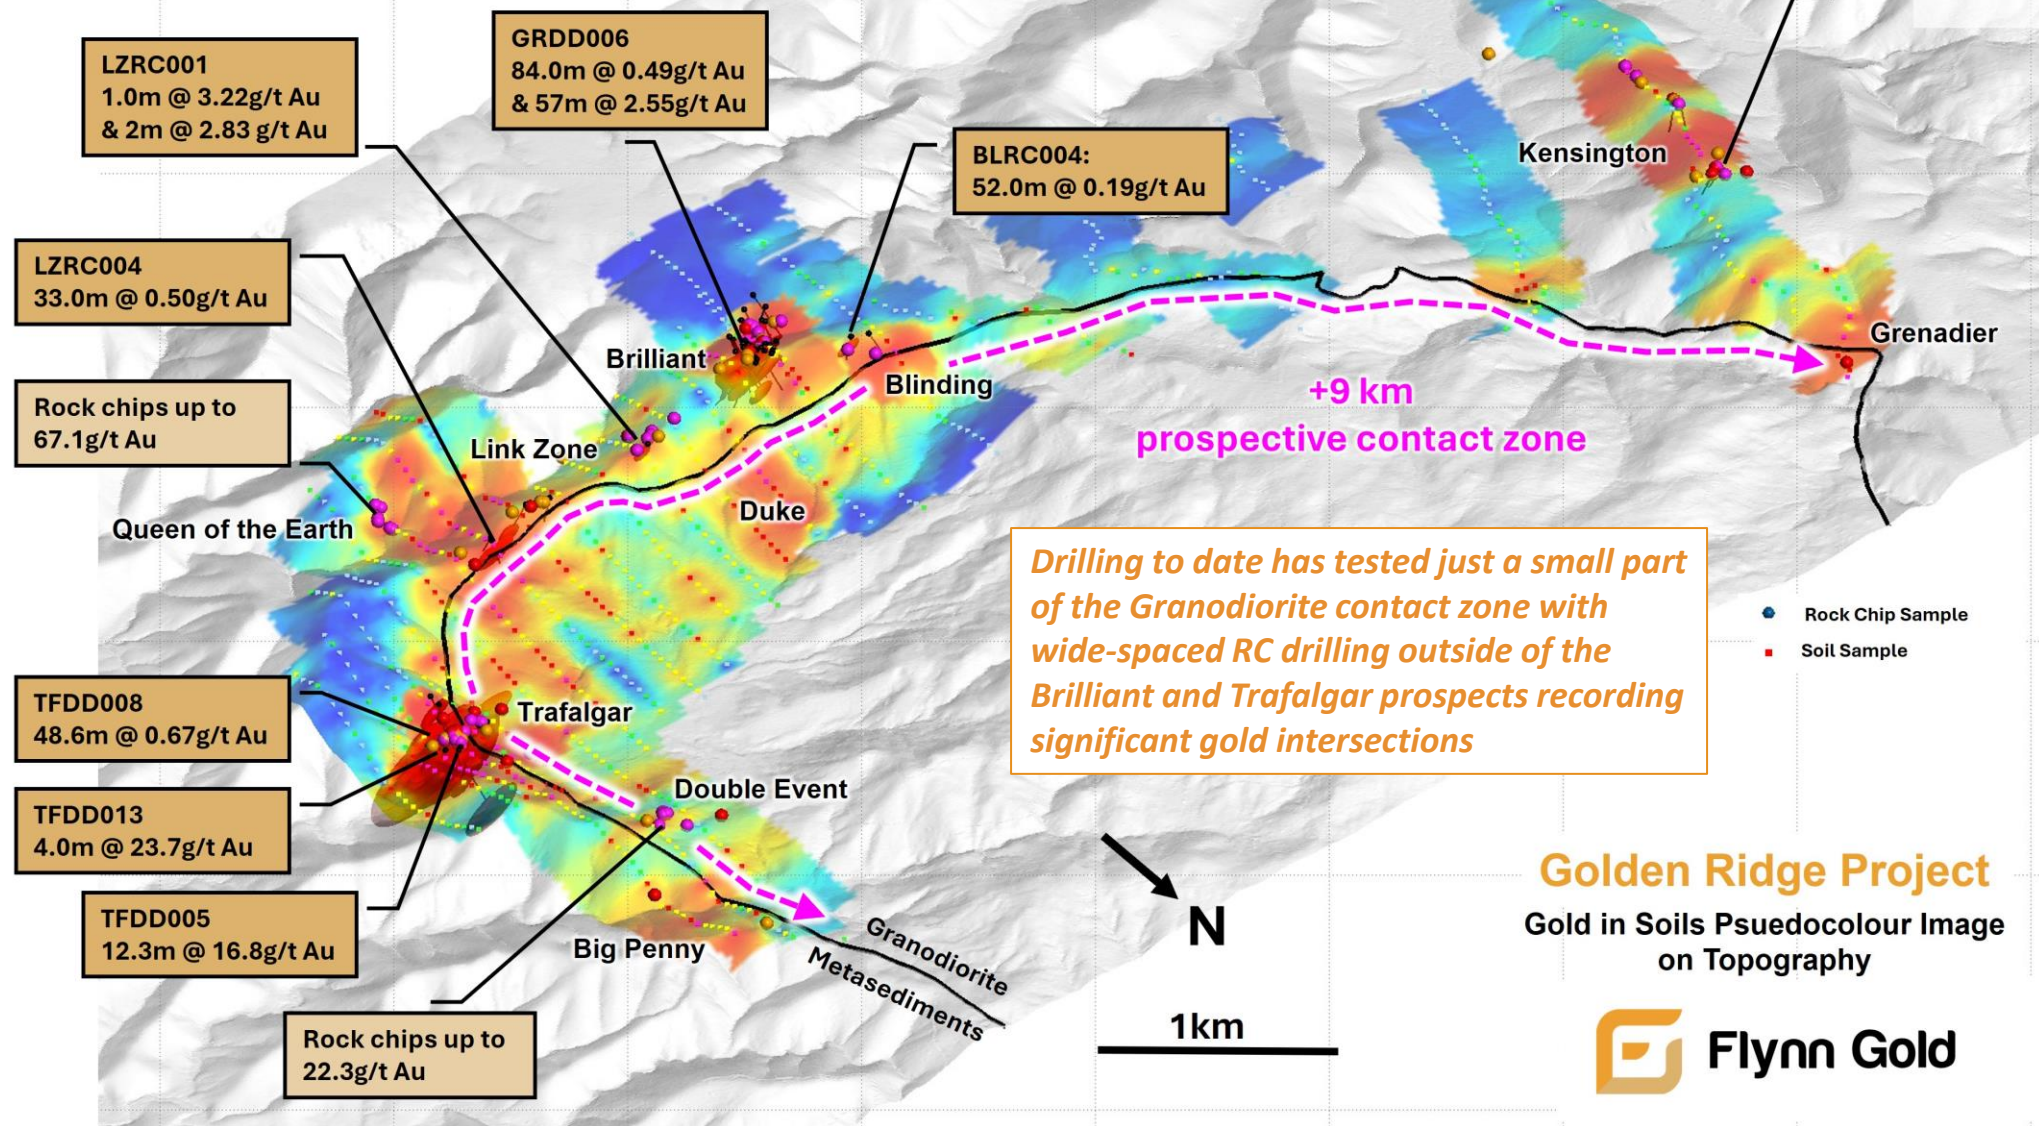 LZRC001
1.0m @ 3.22g/t Au
& 2m @ 2.83 g/t Au
GRDD006
84.0m @ 0.49g/t Au
& 57m @ 2.55g/t Au
BLRC004:
52.0m @ 0.19g/t Au
Kensington
LZRC004
33.0m @ 0.50g/t Au
Grenadier
Brilliant
Blinding
Rock chips up to
67.1g/t Au
+9 km
prospective contact zone
Link Zone
Queen of the Earth
Duke
Drilling to date has tested just a small part
of the Granodiorite contact zone with
wide-spaced RC drilling outside of the
Brilliant and Trafalgar prospects recording
significant gold intersections
Rock Chip Sample
Soil Sample
TFDD008
48.6m @ 0.67g/t Au
Trafalgar
TFDD013
4.0m @ 23.7g/t Au
Double Event
TFDD005
12.3m @ 16.8g/t Au
Big Penny
Granodiorite
Metasediments
N
1km
Rock chips up to
22.3g/t Au
Golden Ridge Project
Gold in Soils Psuedocolour Image
on Topography
Flynn Gold